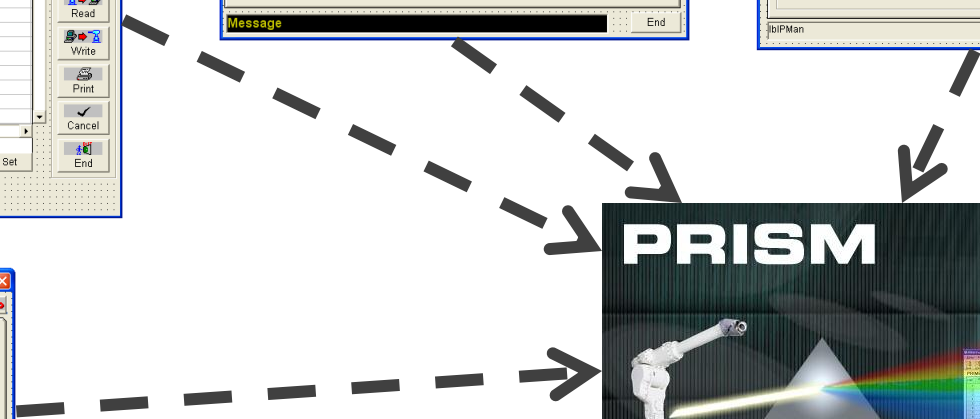 Read
Write
Print
Cancel
Set
End
Message
End
lblPMan
PRISM